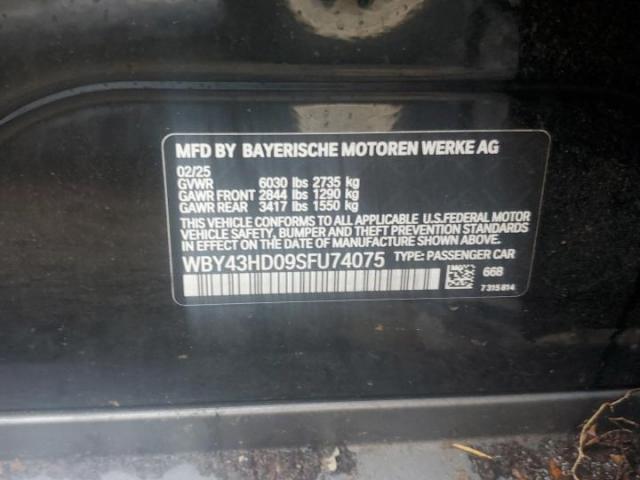 MFD BY BAYERISCHE MOTOREN WERKE AG
02/25
GVWR 6030 lbs 2735 kg
GAWR FRONT 2844 lbs 1290 kg
GAWR REAR 3417 lbs 1550 kg
THIS VEHICLE CONFORMS TO ALL APPLICABLE U.S.FEDERAL MOTOR
VEHICLE SAFETY, BUMPER AND THEFT PREVENTION STANDARDS
IN EFFECT ON THE DATE OF MANUFACTURE SHOWN ABOVE.
WBY43HD09SFU74075 TYPE: PASSENGER CAR
668
7 315 814